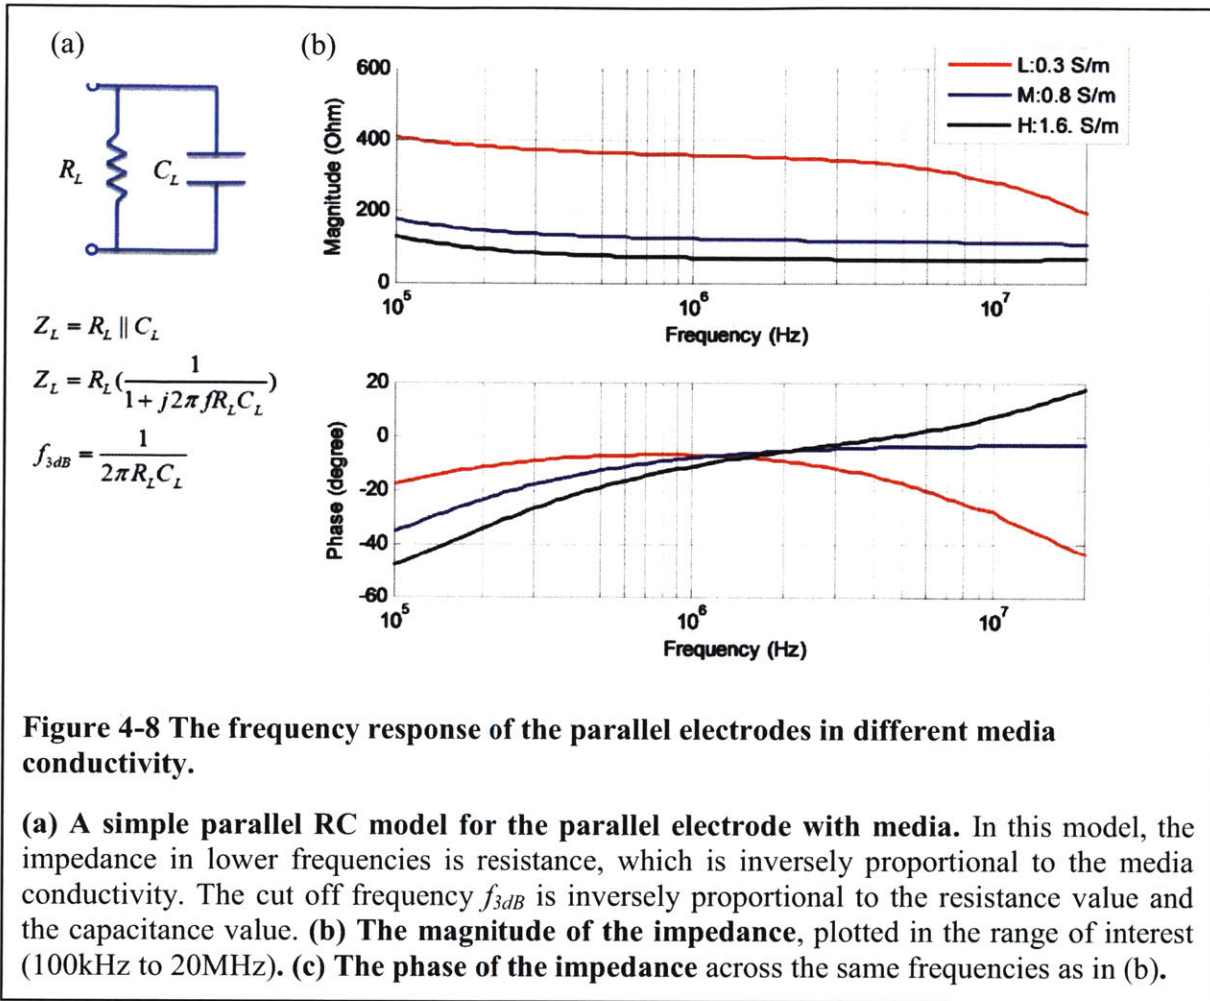 (a)
R_L
C_L
Z_L = R_L || C_L
Z_L = R_L(1/(1 + j2π fR_LC_L))
f_3dB = 1/(2π R_LC_L)
(b)
L:0.3 S/m
M:0.8 S/m
H:1.6. S/m
Magnitude (Ohm)
600
400
200
0
10^5
10^6
10^7
Frequency (Hz)
Phase (degree)
20
0
-20
-40
-60
10^5
10^6
10^7
Frequency (Hz)
Figure 4-8 The frequency response of the parallel electrodes in different media
conductivity.
(a) A simple parallel RC model for the parallel electrode with media. In this model, the
impedance in lower frequencies is resistance, which is inversely proportional to the media
conductivity. The cut off frequency f_3dB is inversely proportional to the resistance value and
the capacitance value. (b) The magnitude of the impedance, plotted in the range of interest
(100kHz to 20MHz). (c) The phase of the impedance across the same frequencies as in (b).